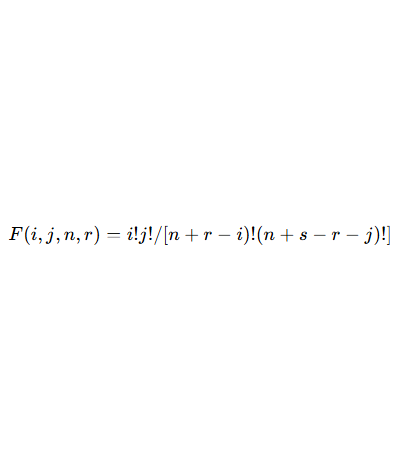 F(i, j, n, r) = i!j!/[n + r − i)!(n + s − r − j)!]